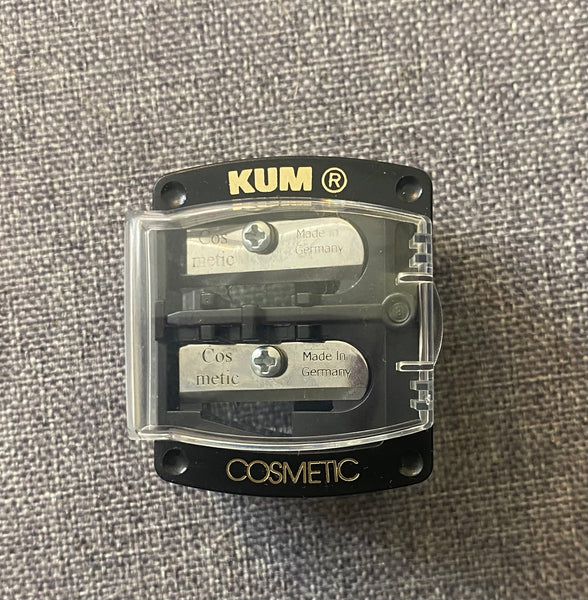 KUM ®
Cos
metic
Made In
Germany
Cos
metic
Made In
Germany
COSMETIC